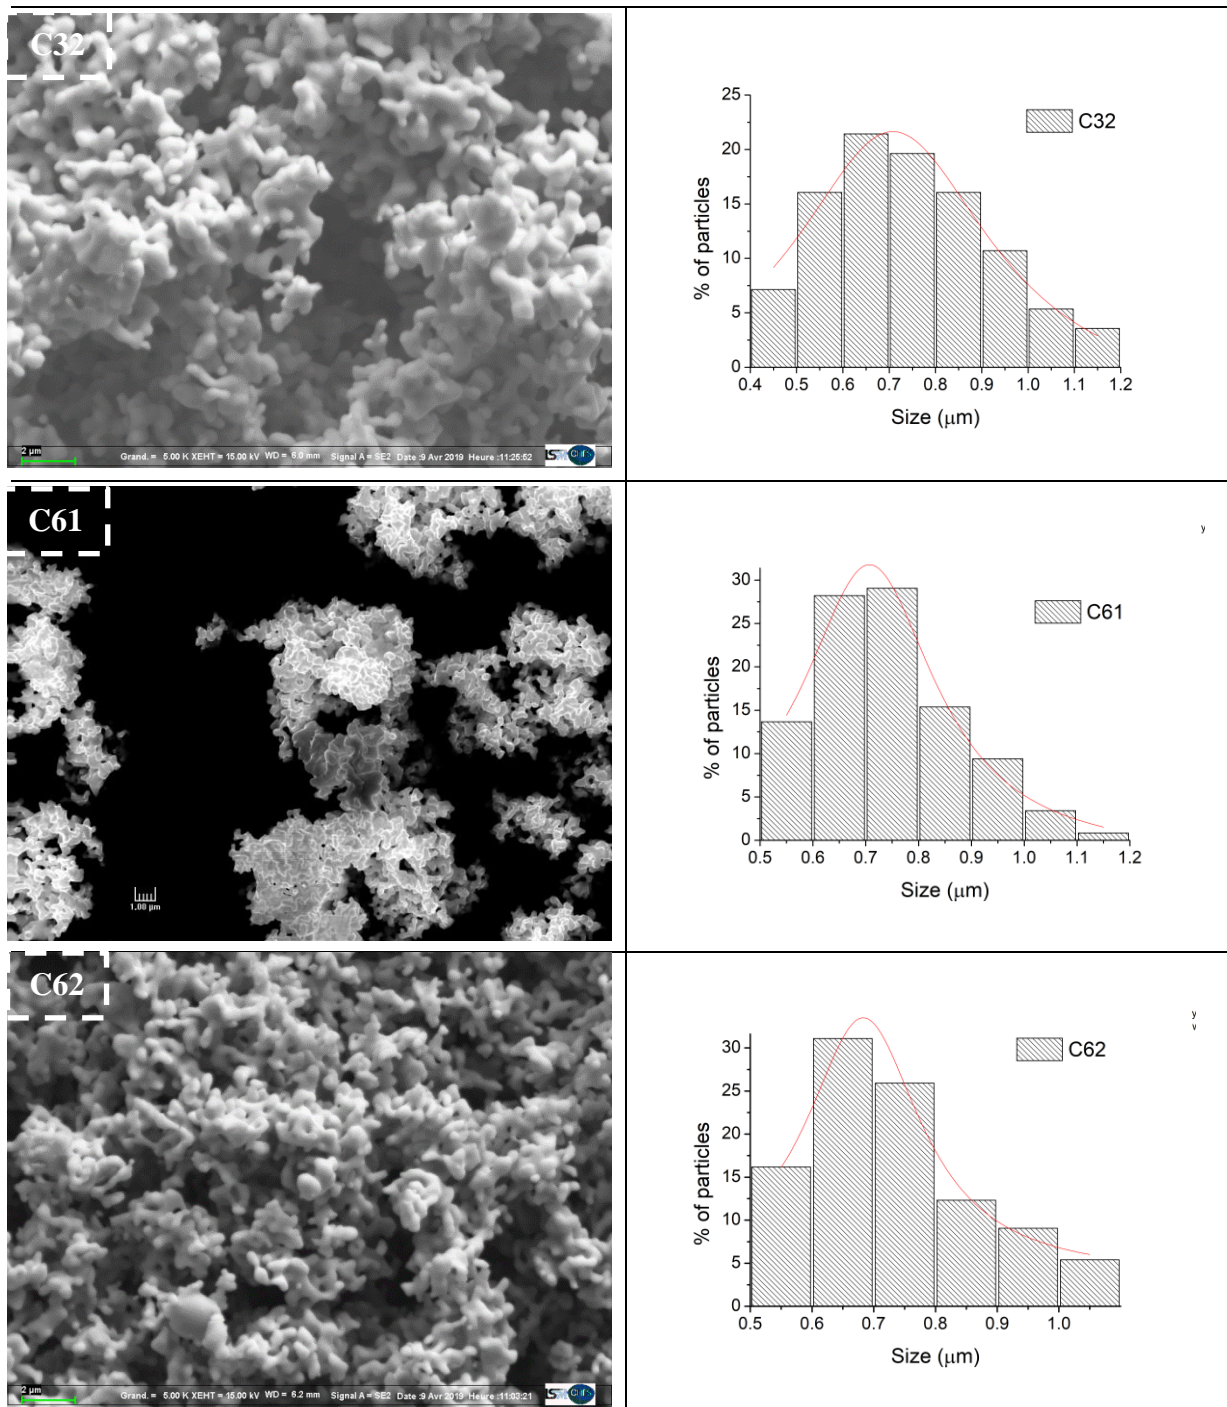 C32
2 µm
Grand. = 5.00 K X EHT = 15.00 kV WD = 6.0 mm Signal A = SE2 Date :9 Avr 2019 Heure :11:25:52
25
20
15
10
5
0
% of particles
C32
0.4 0.5 0.6 0.7 0.8 0.9 1.0 1.1 1.2
Size (µm)
C61
1.00 µm
y
30
25
20
15
10
5
0
% of particles
C61
0.5 0.6 0.7 0.8 0.9 1.0 1.1 1.2
Size (µm)
C62
2 µm
Grand. = 5.00 K X EHT = 15.00 kV WD = 6.2 mm Signal A = SE2 Date :9 Avr 2019 Heure :11:03:21
y
30
25
20
15
10
5
0
% of particles
C62
0.5 0.6 0.7 0.8 0.9 1.0
Size (µm)